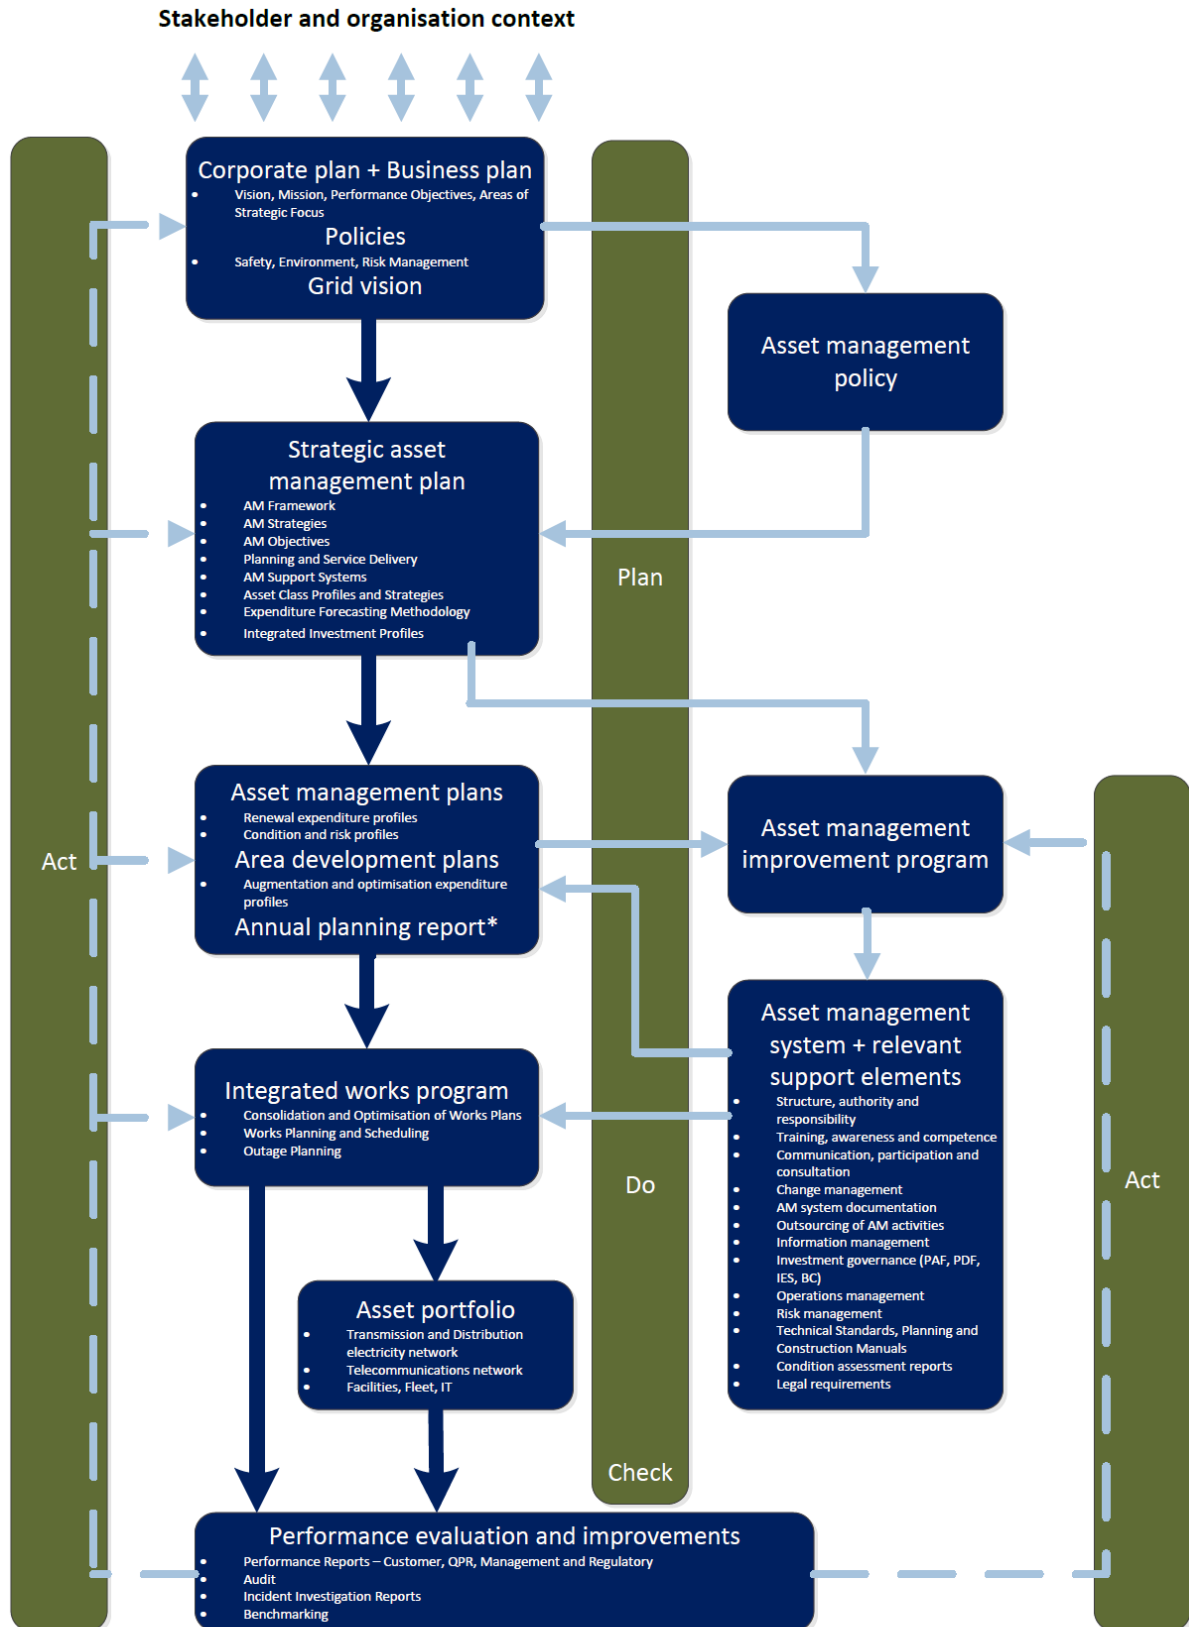 Stakeholder and organisation context
Corporate plan + Business plan
• Vision, Mission, Performance Objectives, Areas of
Strategic Focus
Policies
• Safety, Environment, Risk Management
Grid vision
Asset management
policy
Strategic asset
management plan
• AM Framework
• AM Strategies
• AM Objectives
• Planning and Service Delivery
• AM Support Systems
• Asset Class Profiles and Strategies
• Expenditure Forecasting Methodology
• Integrated Investment Profiles
Plan
Asset management plans
• Renewal expenditure profiles
• Condition and risk profiles
Area development plans
• Augmentation and optimisation expenditure
profiles
Annual planning report*
Act
Asset management
improvement program
Asset management
system + relevant
support elements
• Structure, authority and
responsibility
• Training, awareness and competence
• Communication, participation and
consultation
• Change management
• AM system documentation
• Outsourcing of AM activities
• Information management
• Investment governance (PAF, PDF,
IES, BC)
• Operations management
• Risk management
• Technical Standards, Planning and
Construction Manuals
• Condition assessment reports
• Legal requirements
Integrated works program
• Consolidation and Optimisation of Works Plans
• Works Planning and Scheduling
• Outage Planning
Do
Act
Asset portfolio
• Transmission and Distribution
electricity network
• Telecommunications network
• Facilities, Fleet, IT
Check
Performance evaluation and improvements
• Performance Reports – Customer, QPR, Management and Regulatory
• Audit
• Incident Investigation Reports
• Benchmarking